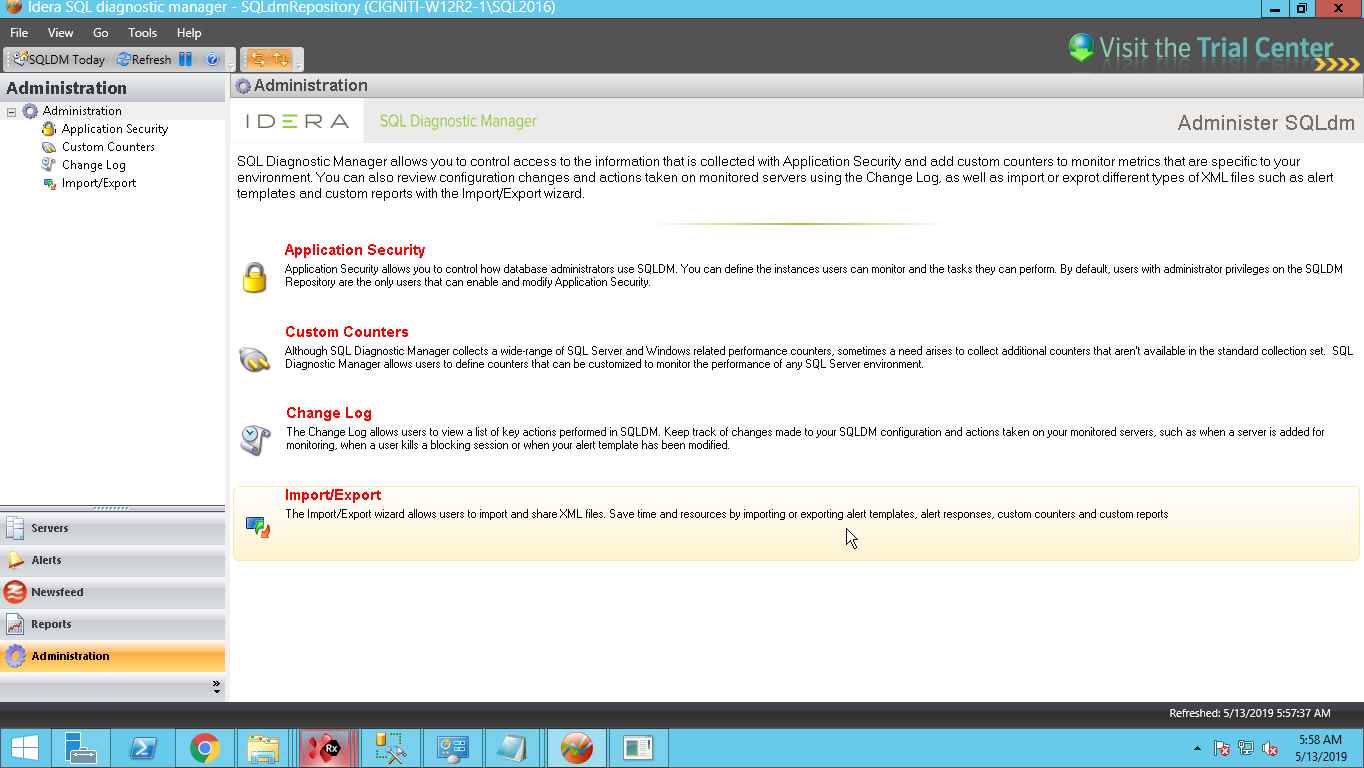 Idera SQL diagnostic manager - SQLdmRepository (CIGNITI-W12R2-1\SQL2016)
File View Go Tools Help
SQLDM Today Refresh
Visit the Trial Center
Administration
Administration
Application Security
Custom Counters
Change Log
Import/Export
Administration
IDERA SQL Diagnostic Manager
Administer SQLdm
SQL Diagnostic Manager allows you to control access to the information that is collected with Application Security and add custom counters to monitor metrics that are specific to your
environment. You can also review configuration changes and actions taken on monitored servers using the Change Log, as well as import or exprot different types of XML files such as alert
templates and custom reports with the Import/Export wizard.
Application Security
Application Security allows you to control how database administrators use SQLDM. You can define the instances users can monitor and the tasks they can perform. By default, users with administrator privileges on the SQLDM
Repository are the only users that can enable and modify Application Security.
Custom Counters
Although SQL Diagnostic Manager collects a wide-range of SQL Server and Windows related performance counters, sometimes a need arises to collect additional counters that aren't available in the standard collection set. SQL
Diagnostic Manager allows users to define counters that can be customized to monitor the performance of any SQL Server environment.
Change Log
The Change Log allows users to view a list of key actions performed in SQLDM. Keep track of changes made to your SQLDM configuration and actions taken on your monitored servers, such as when a server is added for
monitoring, when a user kills a blocking session or when your alert template has been modified.
Import/Export
The Import/Export wizard allows users to import and share XML files. Save time and resources by importing or exporting alert templates, alert responses, custom counters and custom reports
Servers
Alerts
Newsfeed
Reports
Administration
Refreshed: 5/13/2019 5:57:37 AM
Rx
5:58 AM
5/13/2019